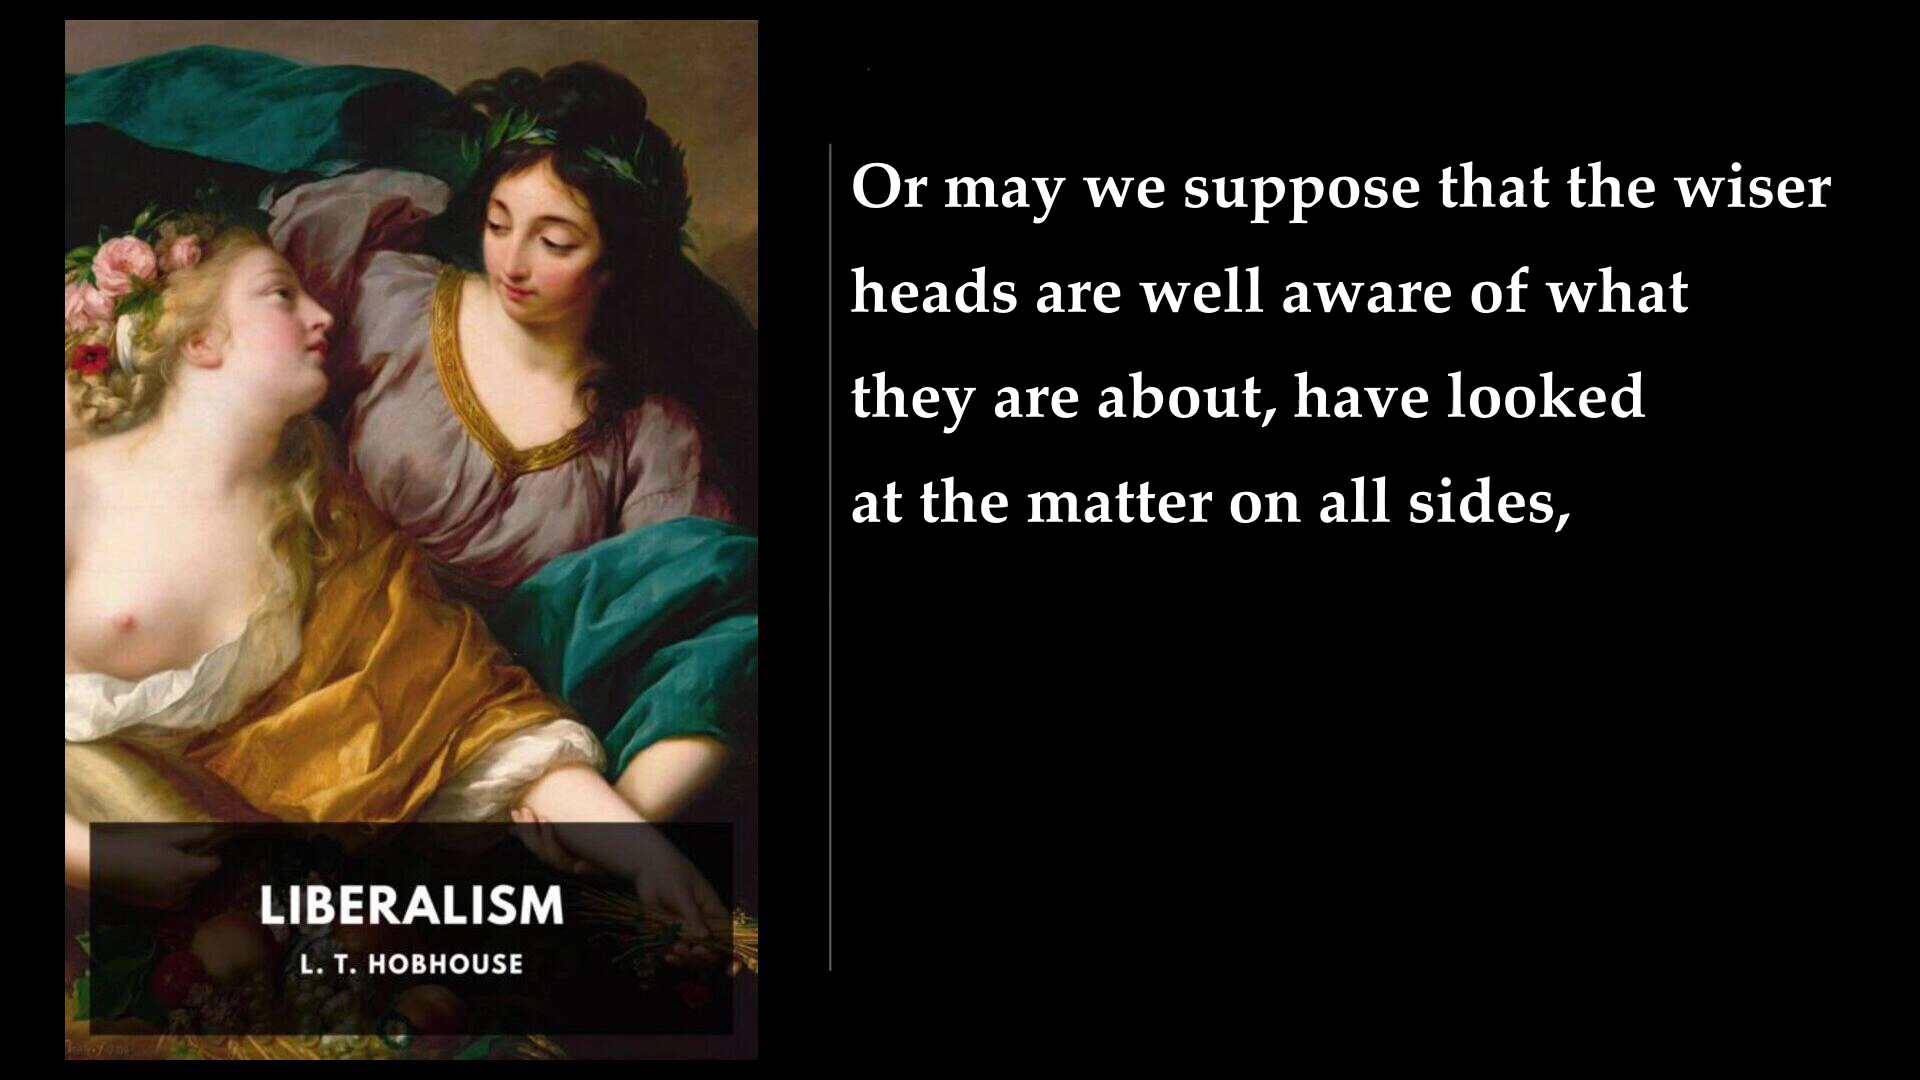 Or may we suppose that the wiser
heads are well aware of what
they are about, have looked
at the matter on all sides,
LIBERALISM
L. T. HOBHOUSE